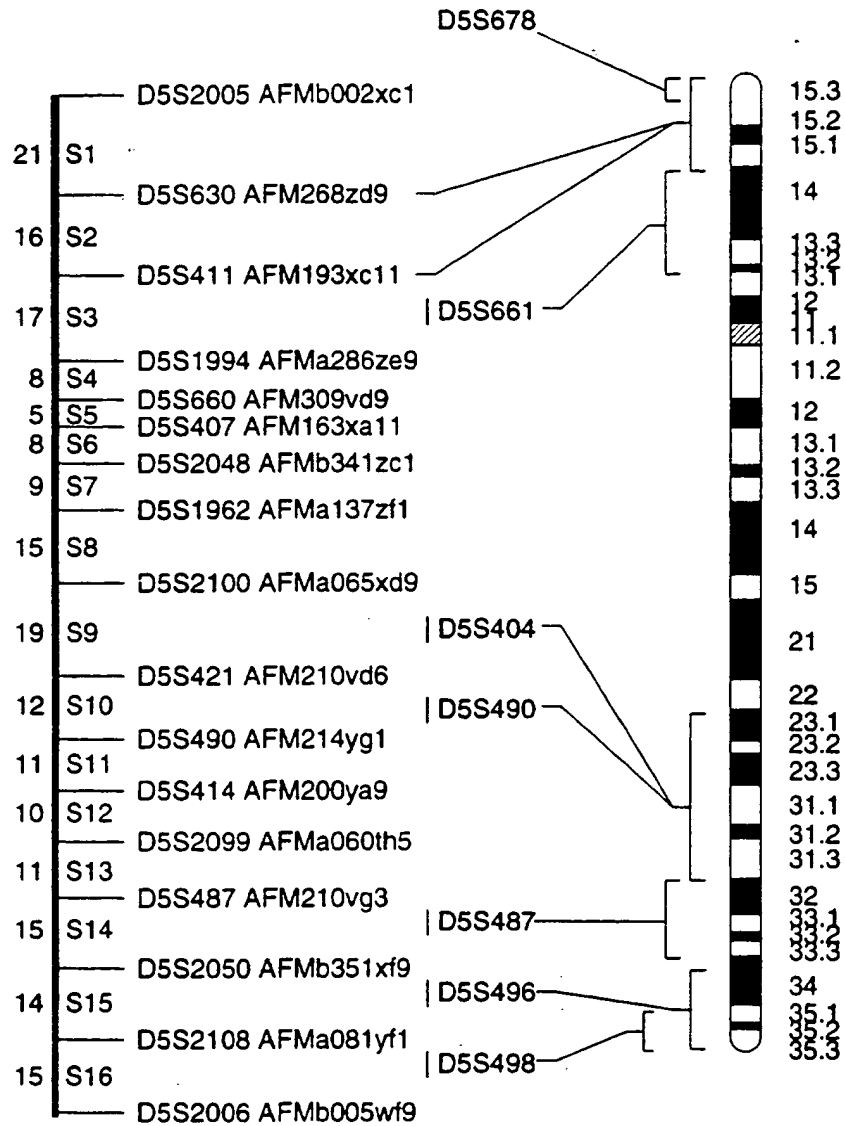 D5S678
D5S2005 AFMb002xc1
21 S1
D5S630 AFM268zd9
16 S2
D5S411 AFM193xc11
17 S3
D5S661
D5S1994 AFMa286ze9
8 S4
D5S660 AFM309vd9
5 S5
D5S407 AFM163xa11
8 S6
D5S2048 AFMb341zc1
9 S7
D5S1962 AFMa137zf1
15 S8
D5S2100 AFMa065xd9
19 S9
D5S404
D5S421 AFM210vd6
12 S10
D5S490
D5S490 AFM214yg1
11 S11
D5S414 AFM200ya9
10 S12
D5S2099 AFMa060th5
11 S13
D5S487 AFM210vg3
15 S14
D5S487
D5S2050 AFMb351xf9
14 S15
D5S496
D5S2108 AFMa081yf1
15 S16
D5S498
D5S2006 AFMb005wf9
15.3
15.2
15.1
14
13.3
13.2
13.1
12
11
11.1
11.2
12
13.1
13.2
13.3
14
15
21
22
23.1
23.2
23.3
31.1
31.2
31.3
32
33.1
33.2
33.3
34
35.1
35.2
35.3